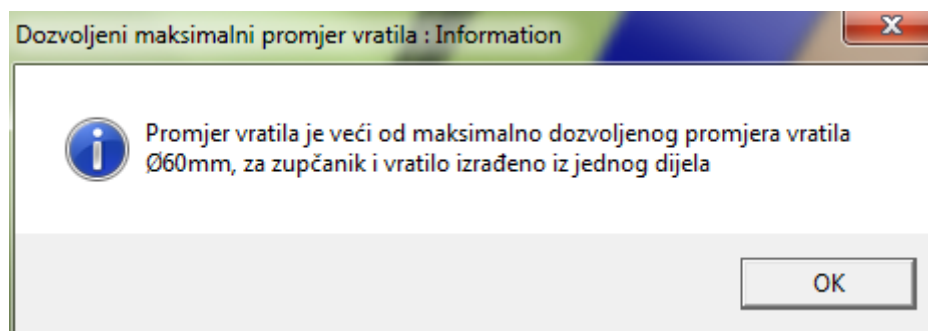 Dozvoljeni maksimalni promjer vratila : Information
Promjer vratila je veći od maksimalno dozvoljenog promjera vratila
Ø60mm, za zupčanik i vratilo izrađeno iz jednog dijela
OK